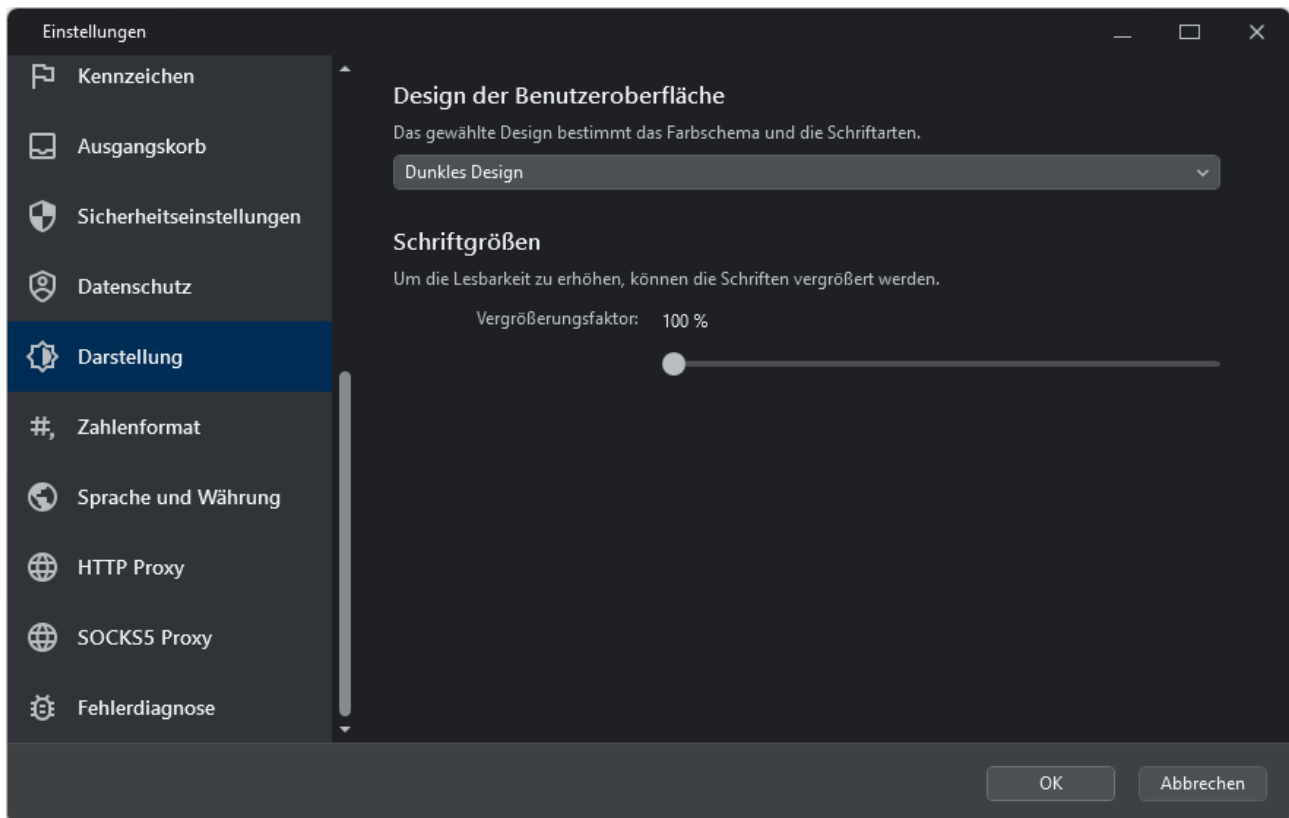 Einstellungen
Kennzeichen
Ausgangskorb
Sicherheitseinstellungen
Datenschutz
Darstellung
Zahlenformat
Sprache und Währung
HTTP Proxy
SOCKS5 Proxy
Fehlerdiagnose
Design der Benutzeroberfläche
Das gewählte Design bestimmt das Farbschema und die Schriftarten.
Dunkles Design
Schriftgrößen
Um die Lesbarkeit zu erhöhen, können die Schriften vergrößert werden.
Vergrößerungsfaktor: 100 %
OK
Abbrechen